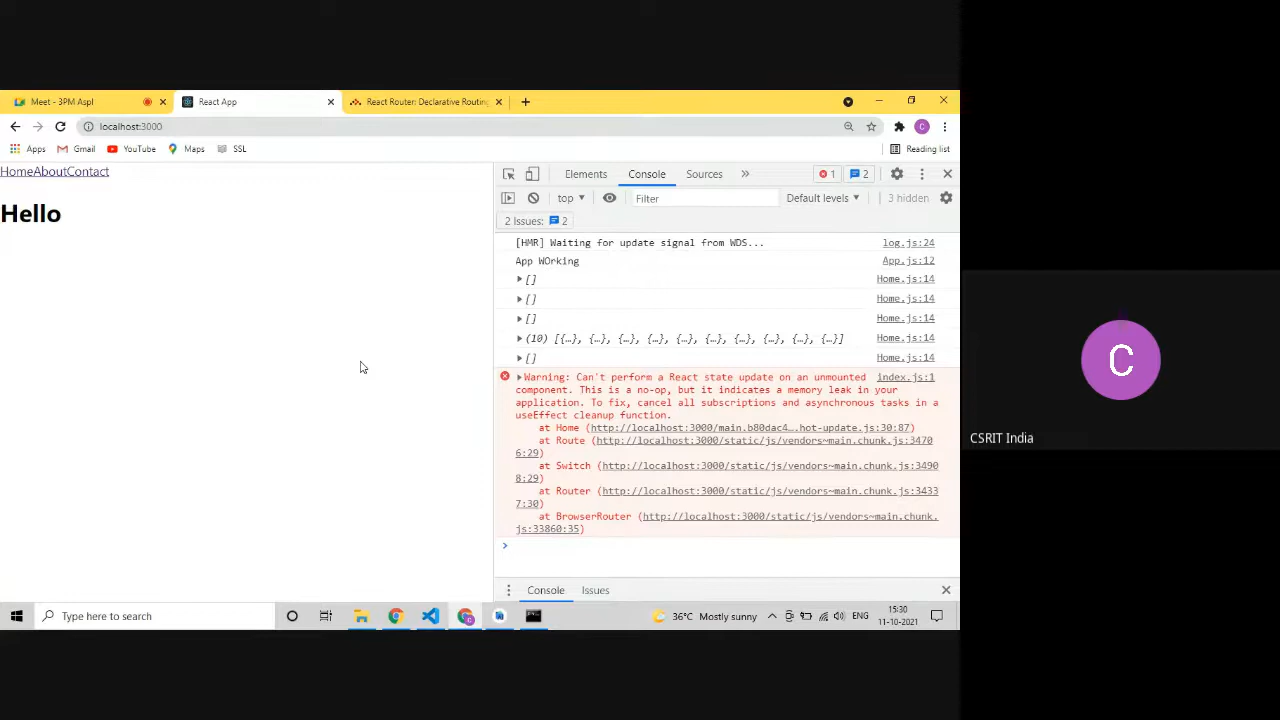 Meet - 3PM Aspl
React App
React Router: Declarative Routing
localhost:3000
Apps
Gmail
YouTube
Maps
SSL
Reading list
HomeAboutContact
Hello
Elements
Console
Sources
1
2
top
Filter
Default levels
3 hidden
2 Issues:
2
[HMR] Waiting for update signal from WDS... log.js:24
App WOrking App.js:12
[] Home.js:14
[] Home.js:14
[] Home.js:14
(10) [{…}, {…}, {…}, {…}, {…}, {…}, {…}, {…}, {…}, {…}] Home.js:14
[] Home.js:14
Warning: Can't perform a React state update on an unmounted index.js:1
component. This is a no-op, but it indicates a memory leak in your
application. To fix, cancel all subscriptions and asynchronous tasks in a
useEffect cleanup function.
at Home (http://localhost:3000/main.b80dac4….hot-update.js:30:87)
at Route (http://localhost:3000/static/js/vendors~main.chunk.js:3470
6:29)
at Switch (http://localhost:3000/static/js/vendors~main.chunk.js:3490
8:29)
at Router (http://localhost:3000/static/js/vendors~main.chunk.js:3433
7:30)
at BrowserRouter (http://localhost:3000/static/js/vendors~main.chunk.
js:33860:35)
Console
Issues
Type here to search
36°C Mostly sunny
ENG
15:30
11-10-2021
C
CSRIT India